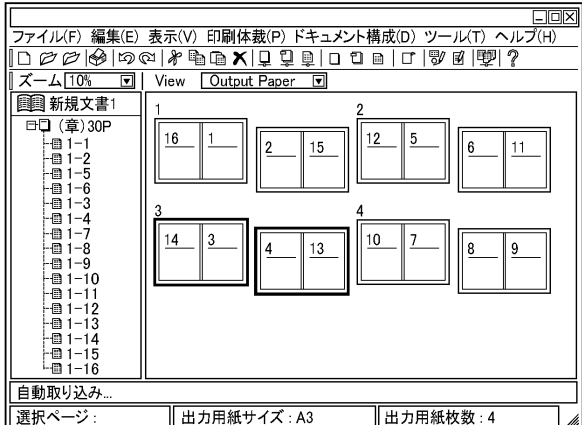 ファイル(F) 編集(E) 表示(V) 印刷体裁(P) ドキュメント構成(D) ツール(T) ヘルプ(H)
ズーム 10% View Output Paper
新規文書1
(章)30P
1-1
1-2
1-5
1-6
1-3
1-4
1-7
1-8
1-9
1-10
1-11
1-12
1-13
1-14
1-15
1-16
1 2
16 1 2 15 12 5 6 11
3 4
14 3 4 13 10 7 8 9
自動取り込み...
選択ページ: 出力用紙サイズ:A3 出力用紙枚数:4